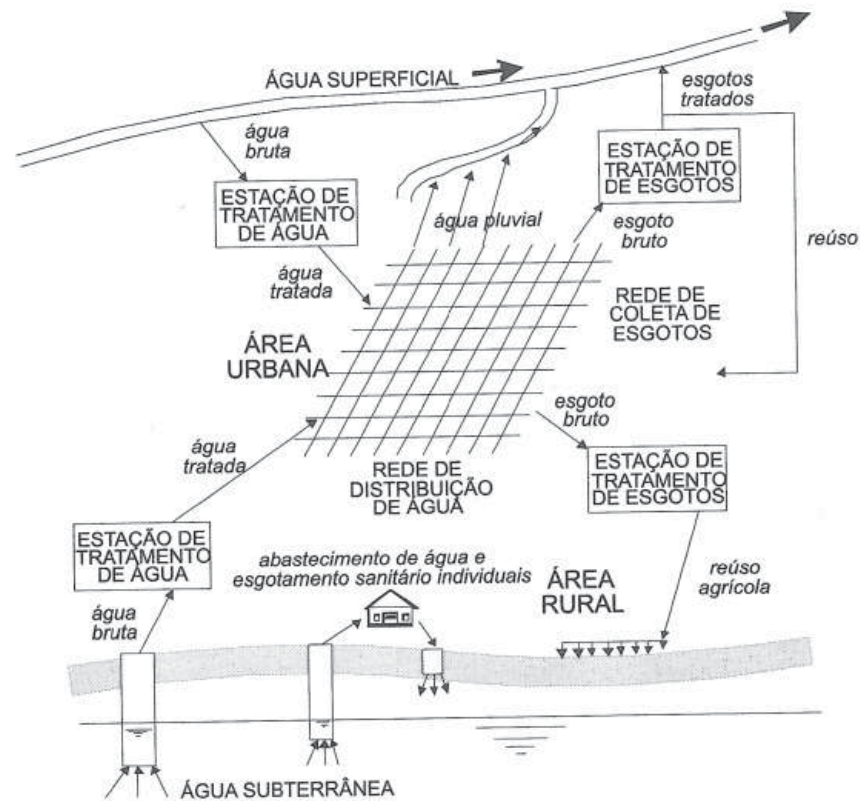 ÁGUA SUPERFICIAL
esgotos
tratados
água
bruta
ESTAÇÃO DE
TRATAMENTO
DE ÁGUA
ESTAÇÃO DE
TRATAMENTO
DE ESGOTOS
água pluvial
esgoto
bruto
reúso
água
tratada
REDE DE
COLETA DE
ESGOTOS
ÁREA
URBANA
esgoto
bruto
água
tratada
REDE DE
DISTRIBUIÇÃO
DE ÁGUA
ESTAÇÃO DE
TRATAMENTO
DE ESGOTOS
ESTAÇÃO DE
TRATAMENTO
DE ÁGUA
abastecimento de água e
esgotamento sanitário individuais
ÁREA
RURAL
reúso
agrícola
água
bruta
ÁGUA SUBTERRÂNEA